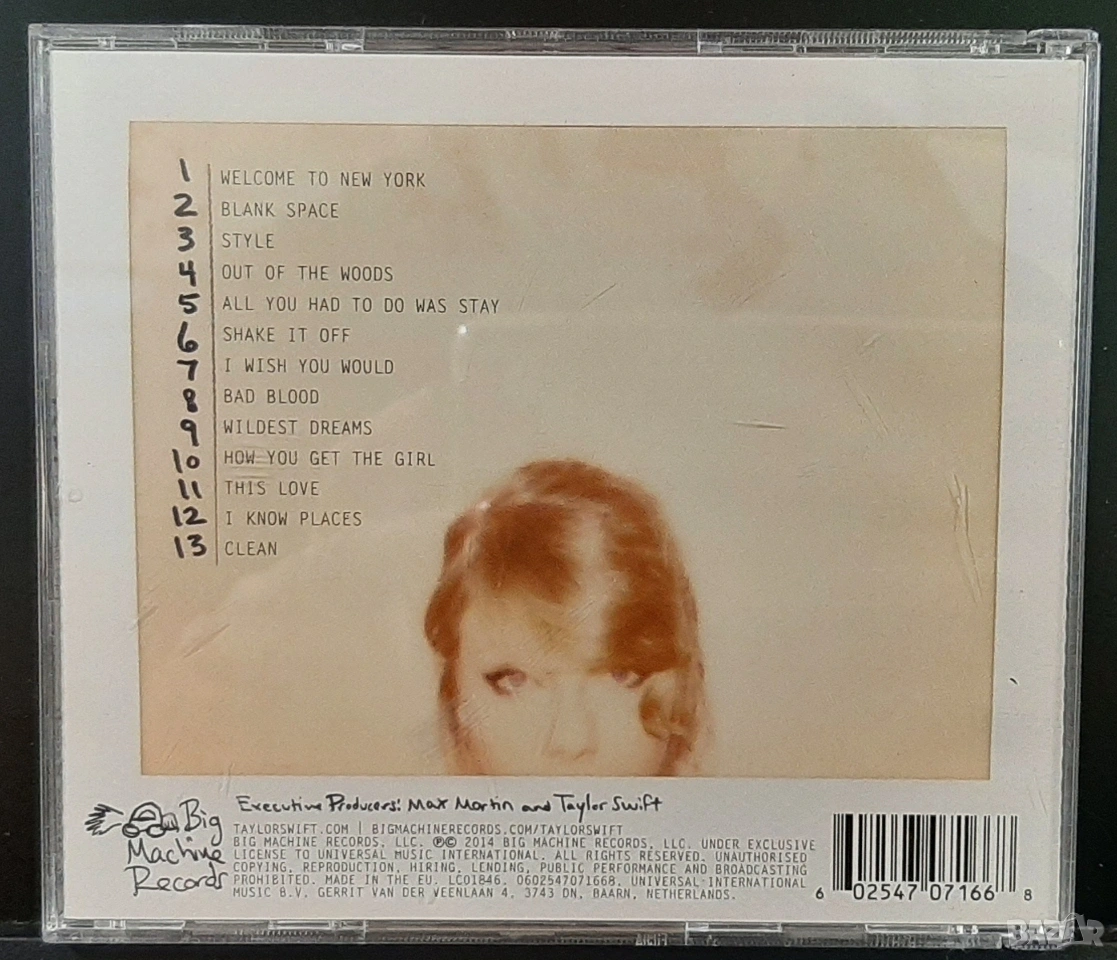 1 WELCOME TO NEW YORK
2 BLANK SPACE
3 STYLE
4 OUT OF THE WOODS
5 ALL YOU HAD TO DO WAS STAY
6 SHAKE IT OFF
7 I WISH YOU WOULD
8 BAD BLOOD
9 WILDEST DREAMS
10 HOW YOU GET THE GIRL
11 THIS LOVE
12 I KNOW PLACES
13 CLEAN
Big
Machine
Records
Executive Producers: Max Martin and Taylor Swift
TAYLORSWIFT.COM | BIGMACHINERECORDS.COM/TAYLORSWIFT
BIG MACHINE RECORDS, LLC. ℗© 2014 BIG MACHINE RECORDS, LLC. UNDER EXCLUSIVE
LICENSE TO UNIVERSAL MUSIC INTERNATIONAL. ALL RIGHTS RESERVED. UNAUTHORISED
COPYING, REPRODUCTION, HIRING, LENDING, PUBLIC PERFORMANCE AND BROADCASTING
PROHIBITED. MADE IN THE EU. LC01846. 0602547071668. UNIVERSAL INTERNATIONAL
MUSIC B.V. GERRIT VAN DER VEENLAAN 4, 3743 DN, BAARN, NETHERLANDS.
6 02547 07166 8
BAZAR